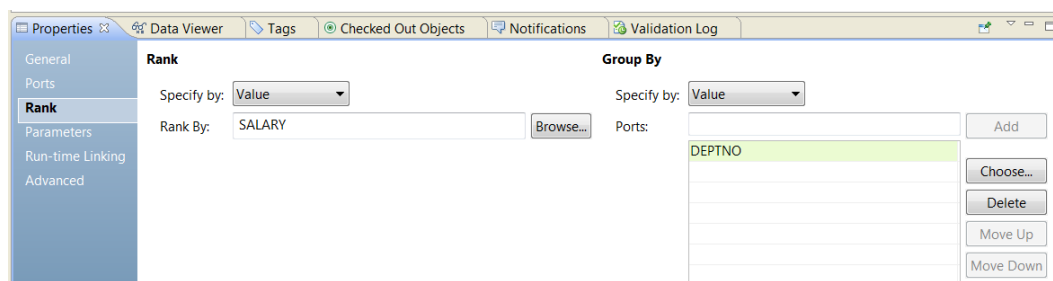 Properties Data Viewer Tags Checked Out Objects Notifications Validation Log
General
Ports
Rank
Parameters
Run-time Linking
Advanced
Rank
Specify by: Value
Rank By: SALARY Browse...
Group By
Specify by: Value
Ports: Add
DEPTNO
Choose...
Delete
Move Up
Move Down